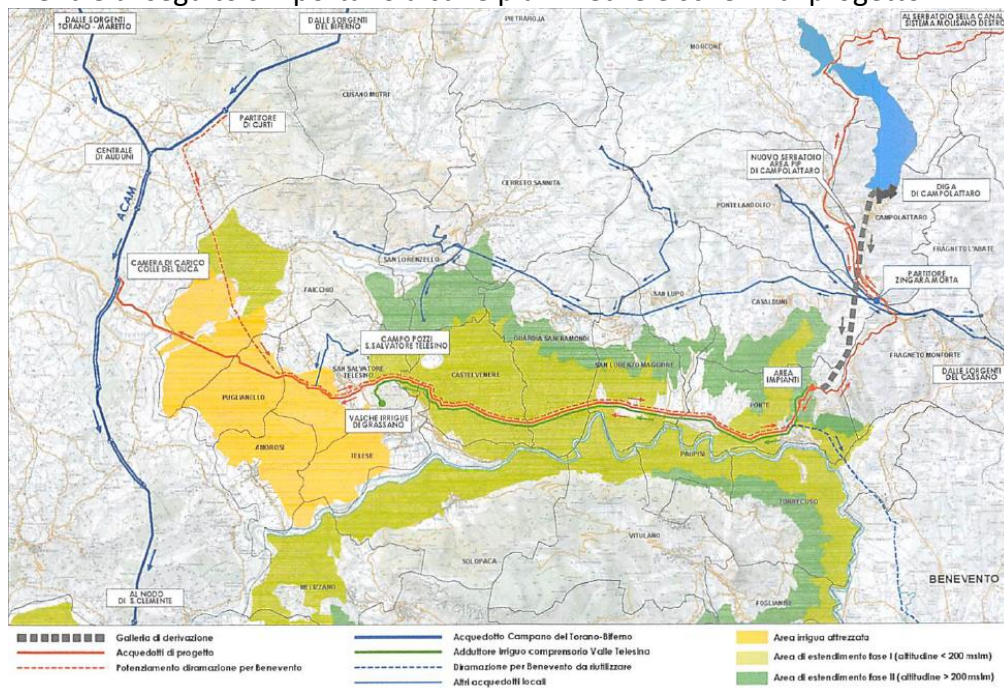 DALLE SORGENTI
TORANO - MARETTO
DALLE SORGENTI
DEL BIFERNO
PIETRAROJA
MORCONE
AL SERBATOIO SELLA CANAL
SISTEMA MOLISANO DESTRO
CUSANO MUTRI
PARTITORE
DI CURTI
CENTRALE
DI AUDUNI
ACAM
NUOVO SERBATOIO
AREA PIP
DI CAMPOLATTARO
DIGA
DI CAMPOLATTARO
CERRETO SANNITA
PONTELANDOLFO
CAMPOLATTARO
FRAGNETO L'ABATE
CAMERA DI CARICO
COLLE DEL DUCA
SAN LORENZELLO
FAICCHIO
SAN LUPO
CASALDUNI
PARTITORE
ZINGARA MORTA
CAMPO POZZI
S.SALVATORE TELESINO
GUARDIA SANFRAMONDI
SAN LORENZO MAGGIORE
FRAGNETO MONFORTE
SAN SALVATORE
TELESINO
CASTELVENERE
AREA
IMPIANTI
DALLE SORGENTI
DEL CASSANO
PUGLIANELLO
PONTE
VASCHE IRRIGUE
DI GRASSANO
AMOROSI
TELESE
PAUPISI
TORRECUSO
VITULANO
SOLOPACA
MELIZZANO
FOGLIANISE
BENEVENTO
AL NODO
DI S.CLEMENTE
Galleria di derivazione
Acquedotti di progetto
Potenziamento diramazione per Benevento
Acquedotto Campano del Torano-Biferno
Adduttore irriguo comprensorio Valle Telesina
Diramazione per Benevento da riutilizzare
Altri acquedotti locali
Area irrigua attrezzata
Area di estendimento fase I (altitudine < 200 mslm)
Area di estendimento fase II (altitudine > 200 mslm)